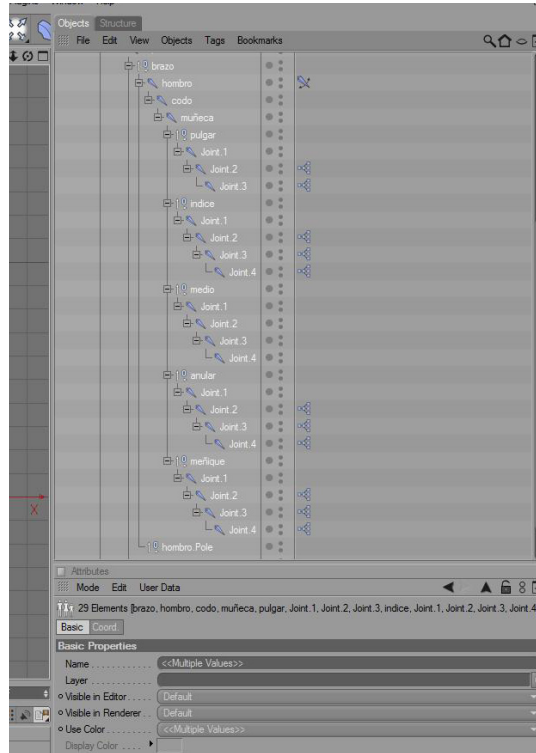 Objects Structure
File Edit View Objects Tags Bookmarks
brazo
hombro
codo
muñeca
pulgar
Joint.1
Joint.2
Joint.3
indice
Joint.1
Joint.2
Joint.3
Joint.4
medio
Joint.1
Joint.2
Joint.3
Joint.4
anular
Joint.1
Joint.2
Joint.3
Joint.4
meñique
Joint.1
Joint.2
Joint.3
Joint.4
hombro.Pole
X
Attributes
Mode Edit User Data
29 Elements [brazo, hombro, codo, muñeca, pulgar, Joint.1, Joint.2, Joint.3, indice, Joint.1, Joint.2, Joint.3, Joint.4
Basic Coord.
Basic Properties
Name . . . . . . . . . . . <<Multiple Values>>
Layer . . . . . . . . . . .
Visible in Editor . . . . . Default
Visible in Renderer . . Default
Use Color . . . . . . . . . <<Multiple Values>>
Display Color . . . .